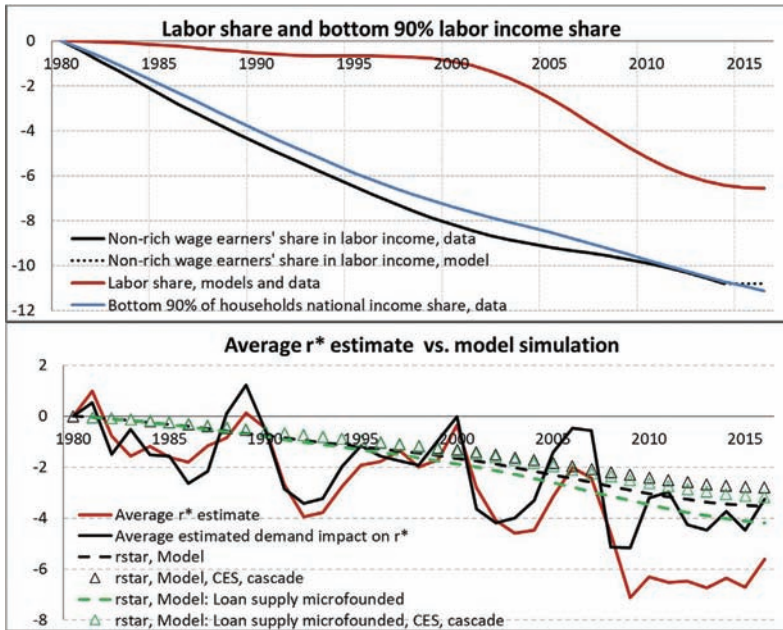 Labor share and bottom 90% labor income share
0
1980 1985 1990 1995 2000 2005 2010 2015
-2
-4
-6
-8
-10
-12
Non-rich wage earners' share in labor income, data
Non-rich wage earners' share in labor income, model
Labor share, models and data
Bottom 90% of households national income share, data
Average r* estimate vs. model simulation
2
0
1980 1985 1990 1995 2000 2005 2010 2015
-2
-4
-6
-8
Average r* estimate
Average estimated demand impact on r*
rstar, Model
rstar, Model, CES, cascade
rstar, Model: Loan supply microfounded
rstar, Model: Loan supply microfounded, CES, cascade